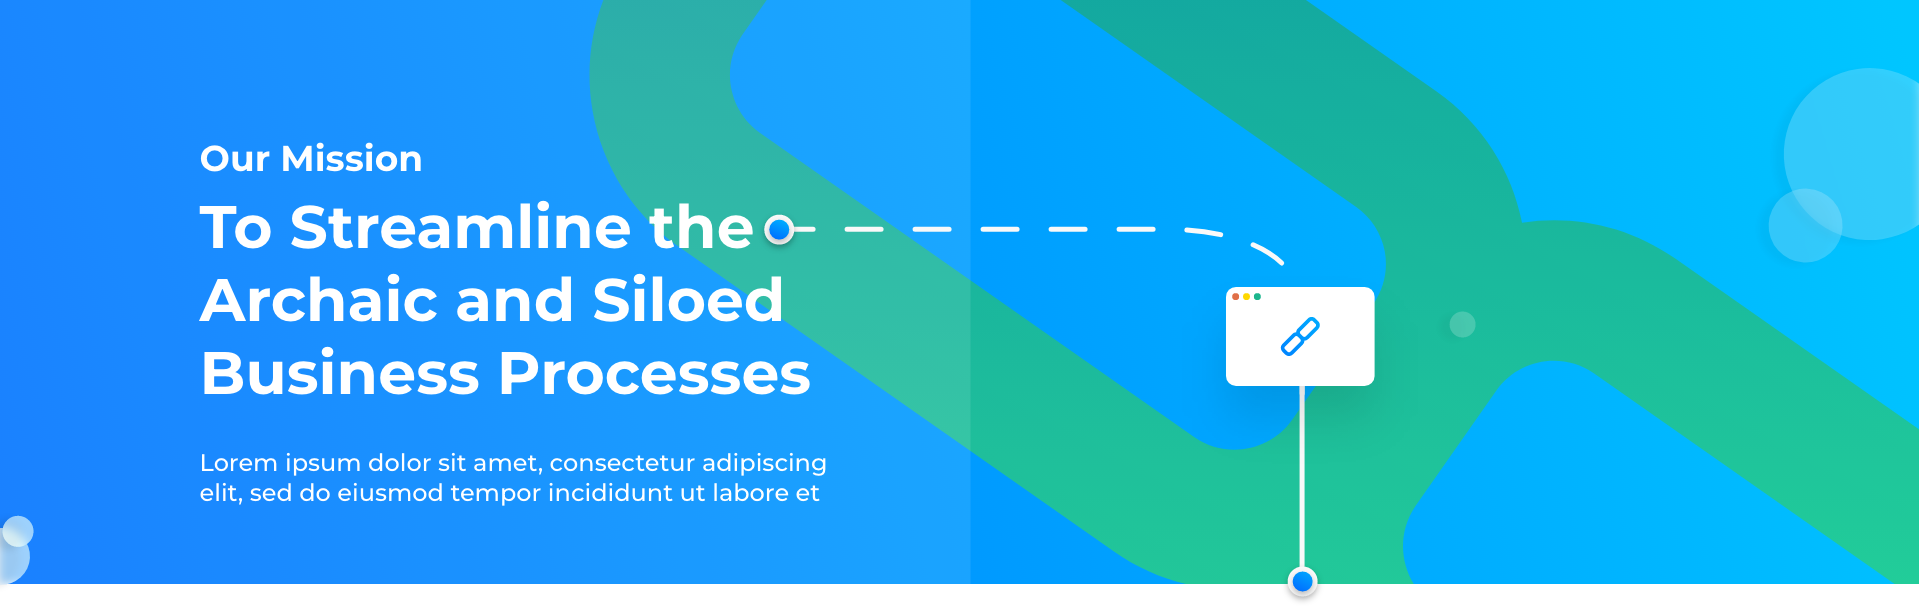 Our Mission
To Streamline the
Archaic and Siloed
Business Processes
Lorem ipsum dolor sit amet, consectetur adipiscing
elit, sed do eiusmod tempor incididunt ut labore et